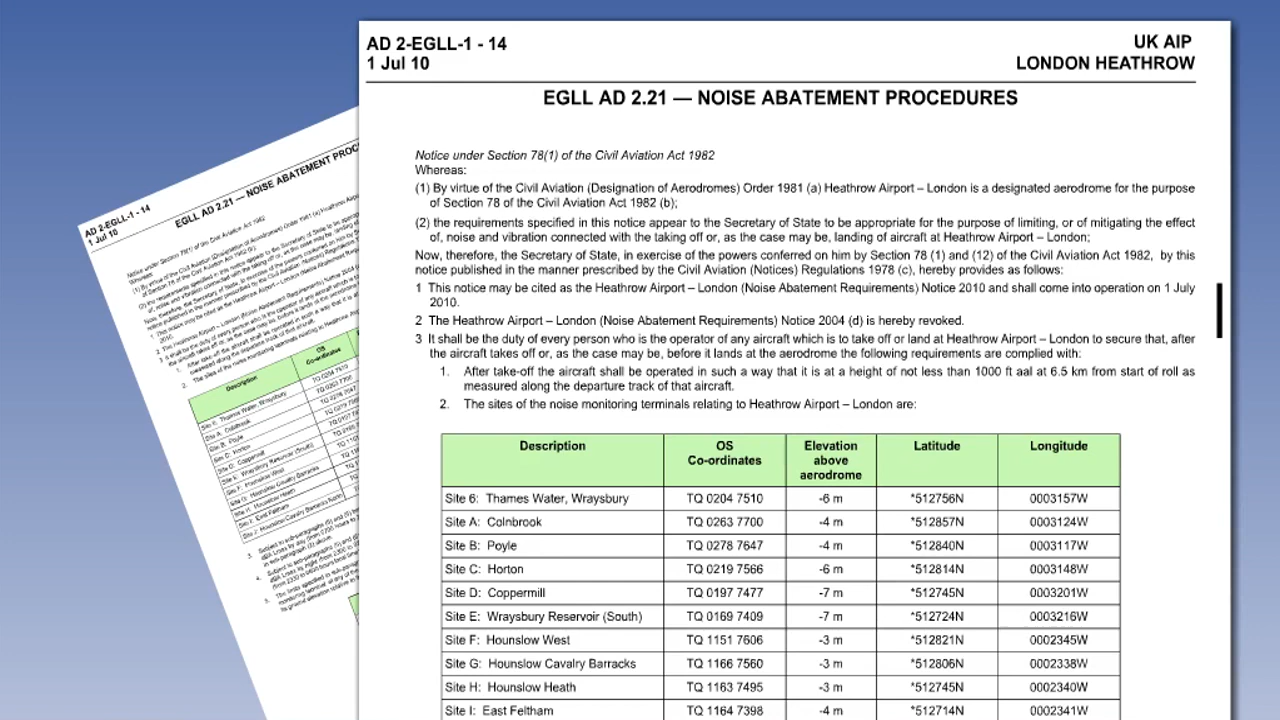 AD 2-EGLL-1 - 14
1 Jul 10
UK AIP
LONDON HEATHROW
EGLL AD 2.21 — NOISE ABATEMENT PROCEDURES
Notice under Section 78(1) of the Civil Aviation Act 1982
Whereas:
(1) By virtue of the Civil Aviation (Designation of Aerodromes) Order 1981 (a) Heathrow Airport – London is a designated aerodrome for the purpose
of Section 78 of the Civil Aviation Act 1982 (b);
(2) the requirements specified in this notice appear to the Secretary of State to be appropriate for the purpose of limiting, or of mitigating the effect
of, noise and vibration connected with the taking off or, as the case may be, landing of aircraft at Heathrow Airport – London;
Now, therefore, the Secretary of State, in exercise of the powers conferred on him by Section 78 (1) and (12) of the Civil Aviation Act 1982, by this
notice published in the manner prescribed by the Civil Aviation (Notices) Regulations 1978 (c), hereby provides as follows:
1 This notice may be cited as the Heathrow Airport – London (Noise Abatement Requirements) Notice 2010 and shall come into operation on 1 July
2010.
2 The Heathrow Airport – London (Noise Abatement Requirements) Notice 2004 (d) is hereby revoked.
3 It shall be the duty of every person who is the operator of any aircraft which is to take off or land at Heathrow Airport – London to secure that, after
the aircraft takes off or, as the case may be, before it lands at the aerodrome the following requirements are complied with:
1. After take-off the aircraft shall be operated in such a way that it is at a height of not less than 1000 ft aal at 6.5 km from start of roll as
measured along the departure track of that aircraft.
2. The sites of the noise monitoring terminals relating to Heathrow Airport – London are:
Description OS Co-ordinates Elevation above aerodrome Latitude Longitude
Site 6: Thames Water, Wraysbury TQ 0204 7510 -6 m *512756N 0003157W
Site A: Colnbrook TQ 0263 7700 -4 m *512857N 0003124W
Site B: Poyle TQ 0278 7647 -4 m *512840N 0003117W
Site C: Horton TQ 0219 7566 -6 m *512814N 0003148W
Site D: Coppermill TQ 0197 7477 -7 m *512745N 0003201W
Site E: Wraysbury Reservoir (South) TQ 0169 7409 -7 m *512724N 0003216W
Site F: Hounslow West TQ 1151 7606 -3 m *512821N 0002345W
Site G: Hounslow Cavalry Barracks TQ 1166 7560 -3 m *512806N 0002338W
Site H: Hounslow Heath TQ 1163 7495 -3 m *512745N 0002340W
Site I: East Feltham TQ 1164 7398 -4 m *512714N 0002341W
AD 2-EGLL-1 - 14
1 Jul 10
EGLL AD 2.21 — NOISE ABATEMENT PROC